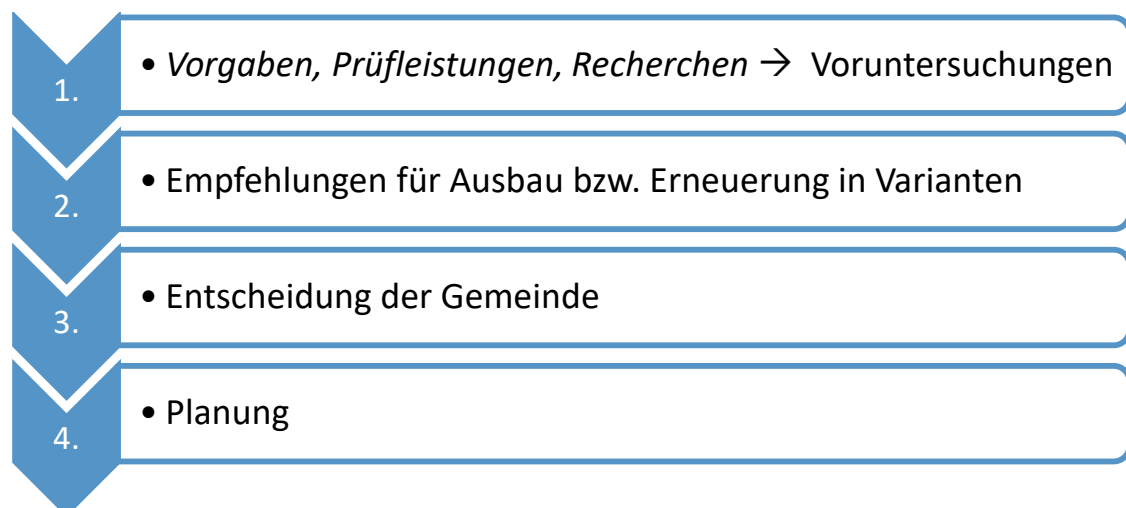 1. • Vorgaben, Prüfleistungen, Recherchen → Voruntersuchungen
2. • Empfehlungen für Ausbau bzw. Erneuerung in Varianten
3. • Entscheidung der Gemeinde
4. • Planung